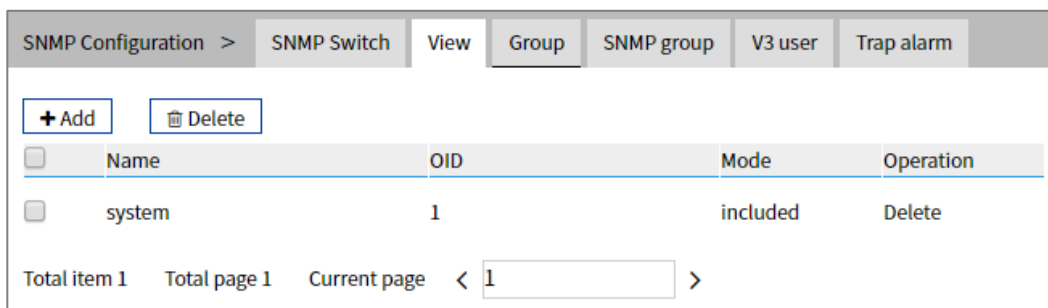 SNMP Configuration > SNMP Switch View Group SNMP group V3 user Trap alarm
+ Add Delete
Name OID Mode Operation
system 1 included Delete
Total item 1 Total page 1 Current page < 1 >